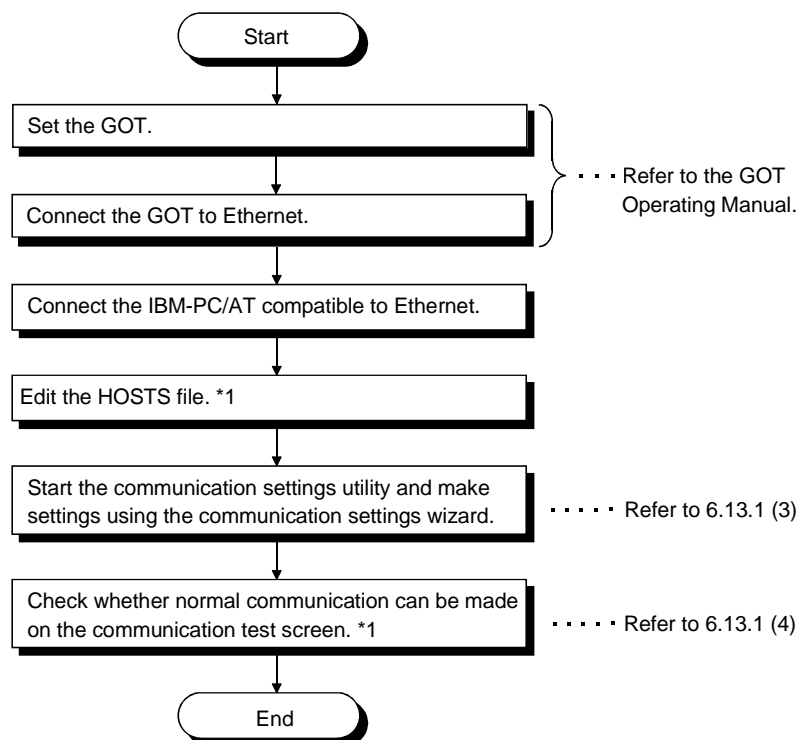 Start
Set the GOT.
Connect the GOT to Ethernet.
· · · · Refer to the GOT
Operating Manual.
Connect the IBM-PC/AT compatible to Ethernet.
Edit the HOSTS file. *1
Start the communication settings utility and make
settings using the communication settings wizard.
· · · · · Refer to 6.13.1 (3)
Check whether normal communication can be made
on the communication test screen. *1
· · · · · Refer to 6.13.1 (4)
End